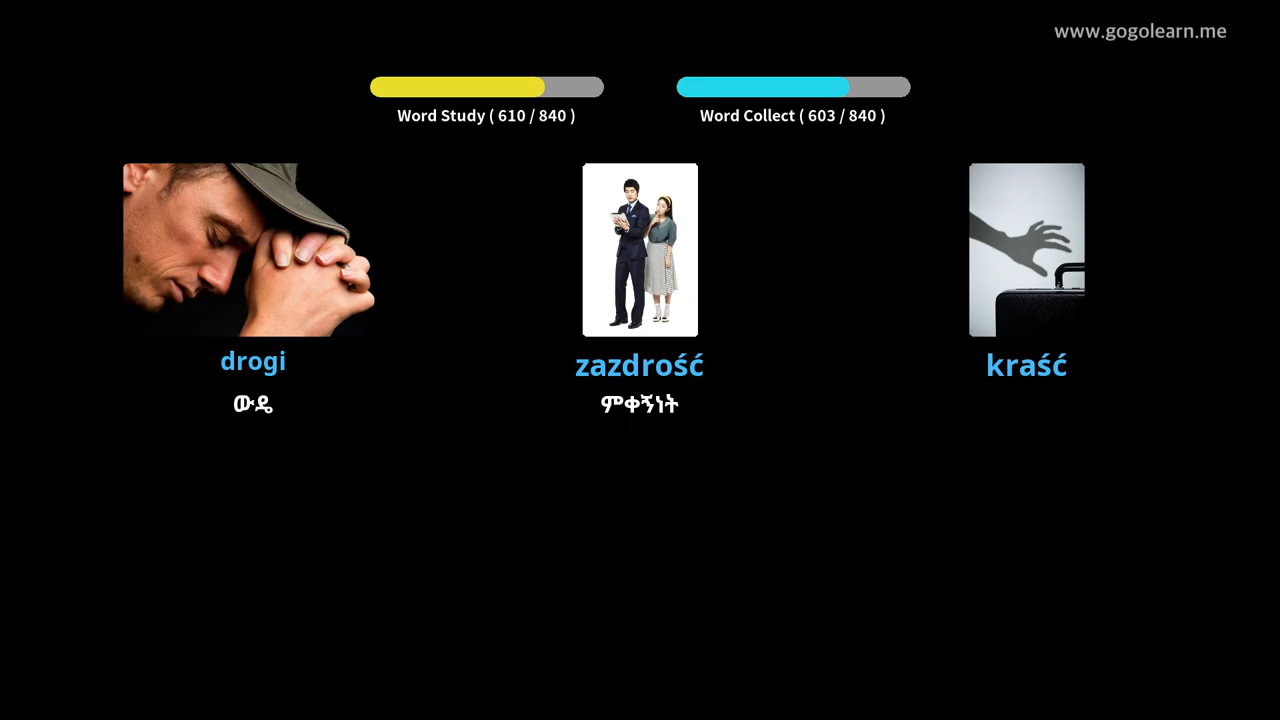 www.gogolearn.me
Word Study ( 610 / 840 )
Word Collect ( 603 / 840 )
drogi
zazdrość
kraść
ውዴ
ምቀኝነት